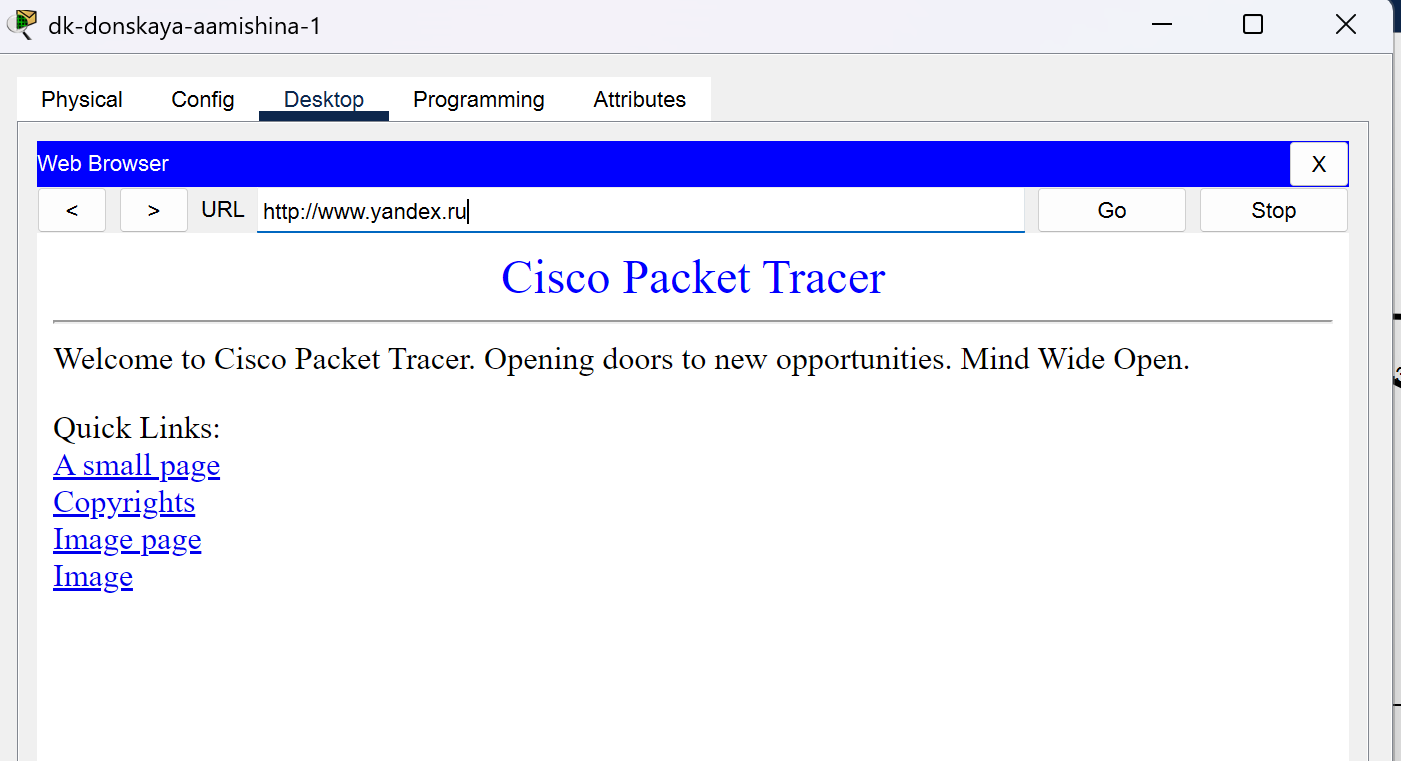 dk-donskaya-aamishina-1
Physical Config Desktop Programming Attributes
Web Browser X
< > URL http://www.yandex.ru Go Stop
Cisco Packet Tracer
Welcome to Cisco Packet Tracer. Opening doors to new opportunities. Mind Wide Open.
Quick Links:
A small page
Copyrights
Image page
Image